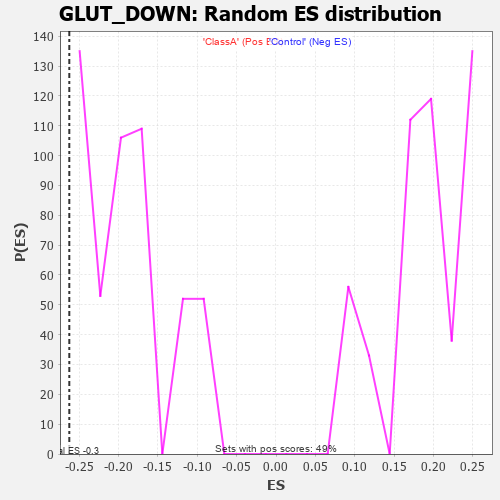 GLUT_DOWN: Random ES distribution
'ClassA' (Pos 'Control' (Neg ES)
140
130
120
110
100
90
80
70
60
50
40
30
20
10
0
P(ES)
ES -0.3
Sets with pos scores: 49%
-0.25 -0.20 -0.15 -0.10 -0.05 0.00 0.05 0.10 0.15 0.20 0.25
ES